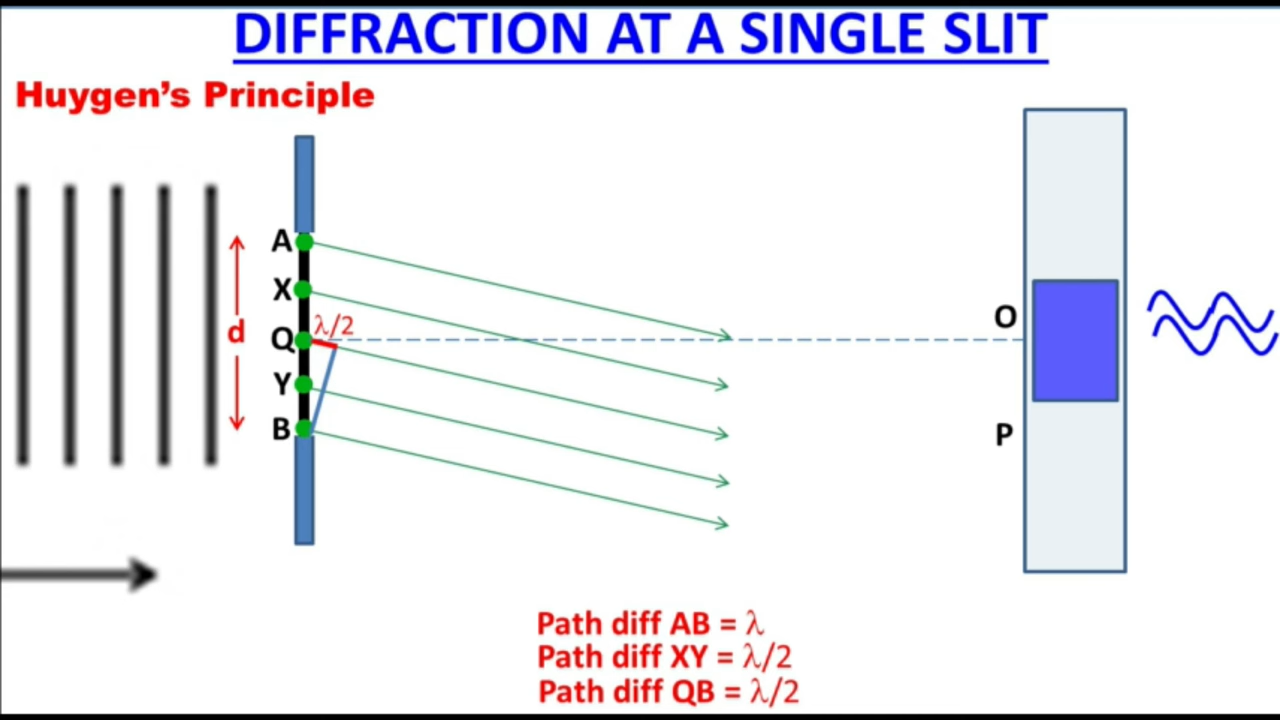 DIFFRACTION AT A SINGLE SLIT
Huygen's Principle
A
X
λ/2
Q
O
d
Y
B
P
Path diff AB = λ
Path diff XY = λ/2
Path diff QB = λ/2